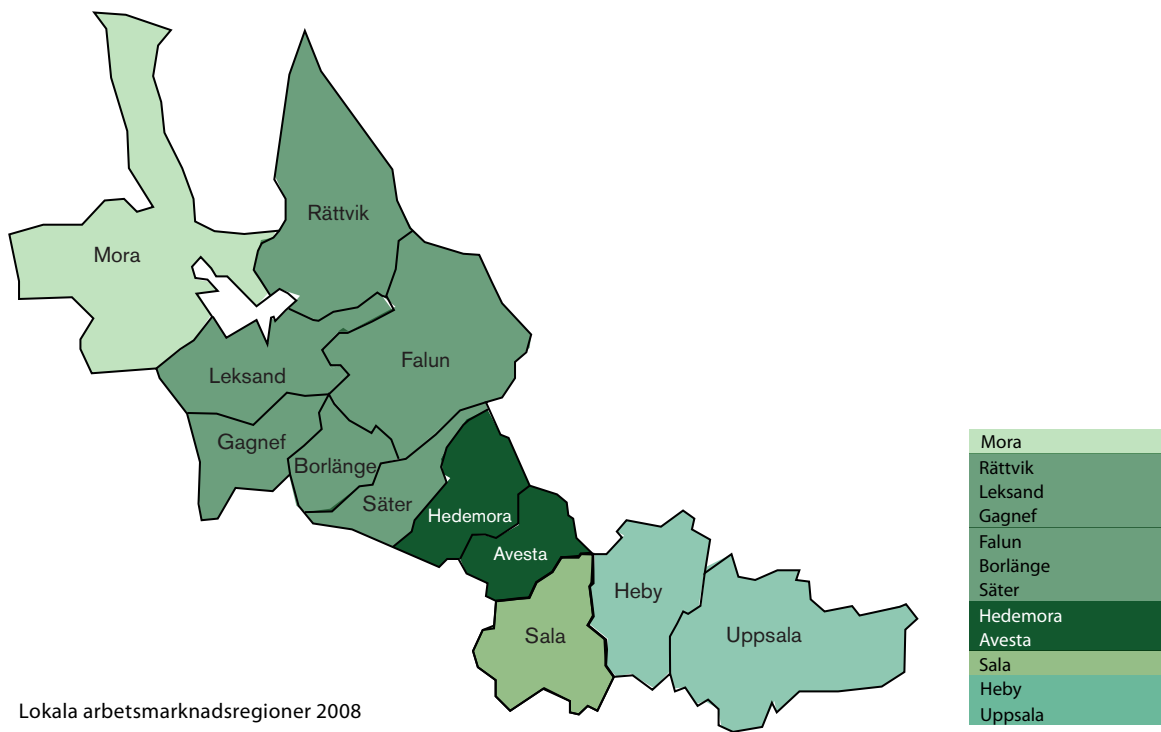 Rättvik
Mora
Falun
Leksand
Gagnef
Borlänge
Säter
Hedemora
Avesta
Heby
Sala
Uppsala
Lokala arbetsmarknadsregioner 2008
Mora
Rättvik
Leksand
Gagnef
Falun
Borlänge
Säter
Hedemora
Avesta
Sala
Heby
Uppsala